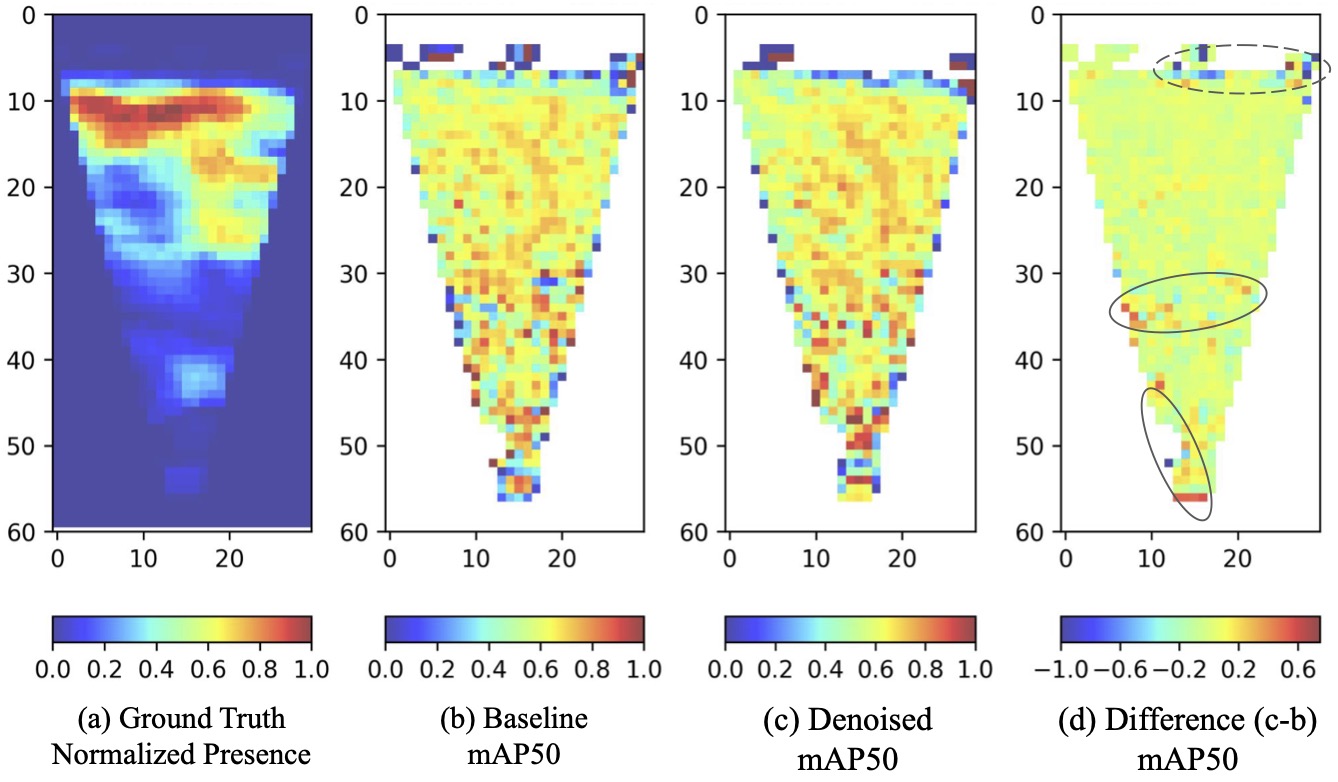 0
10
20
30
40
50
60
0 10 20
0.0 0.2 0.4 0.6 0.8 1.0
(a) Ground Truth
Normalized Presence
0
10
20
30
40
50
60
0 10 20
0.0 0.2 0.4 0.6 0.8 1.0
(b) Baseline
mAP50
0
10
20
30
40
50
60
0 10 20
0.0 0.2 0.4 0.6 0.8 1.0
(c) Denoised
mAP50
0
10
20
30
40
50
60
0 10 20
−1.0 −0.6 −0.2 0.2 0.6
(d) Difference (c-b)
mAP50